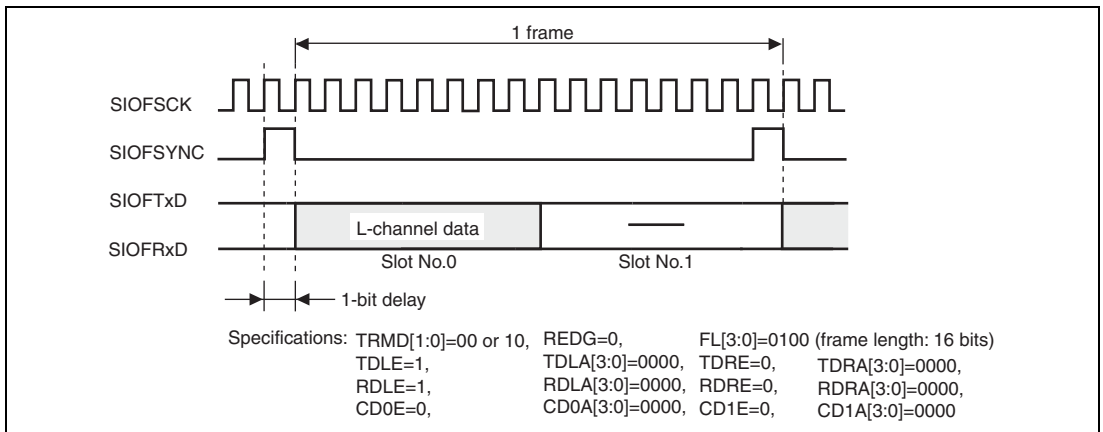 1 frame
SIOFSCK
SIOFSYNC
SIOFTxD
SIOFRxD
L-channel data
Slot No.0
Slot No.1
1-bit delay
Specifications: TRMD[1:0]=00 or 10, REDG=0, FL[3:0]=0100 (frame length: 16 bits)
TDLE=1, TDLA[3:0]=0000, TDRE=0, TDRA[3:0]=0000,
RDLE=1, RDLA[3:0]=0000, RDRE=0, RDRA[3:0]=0000,
CD0E=0, CD0A[3:0]=0000, CD1E=0, CD1A[3:0]=0000